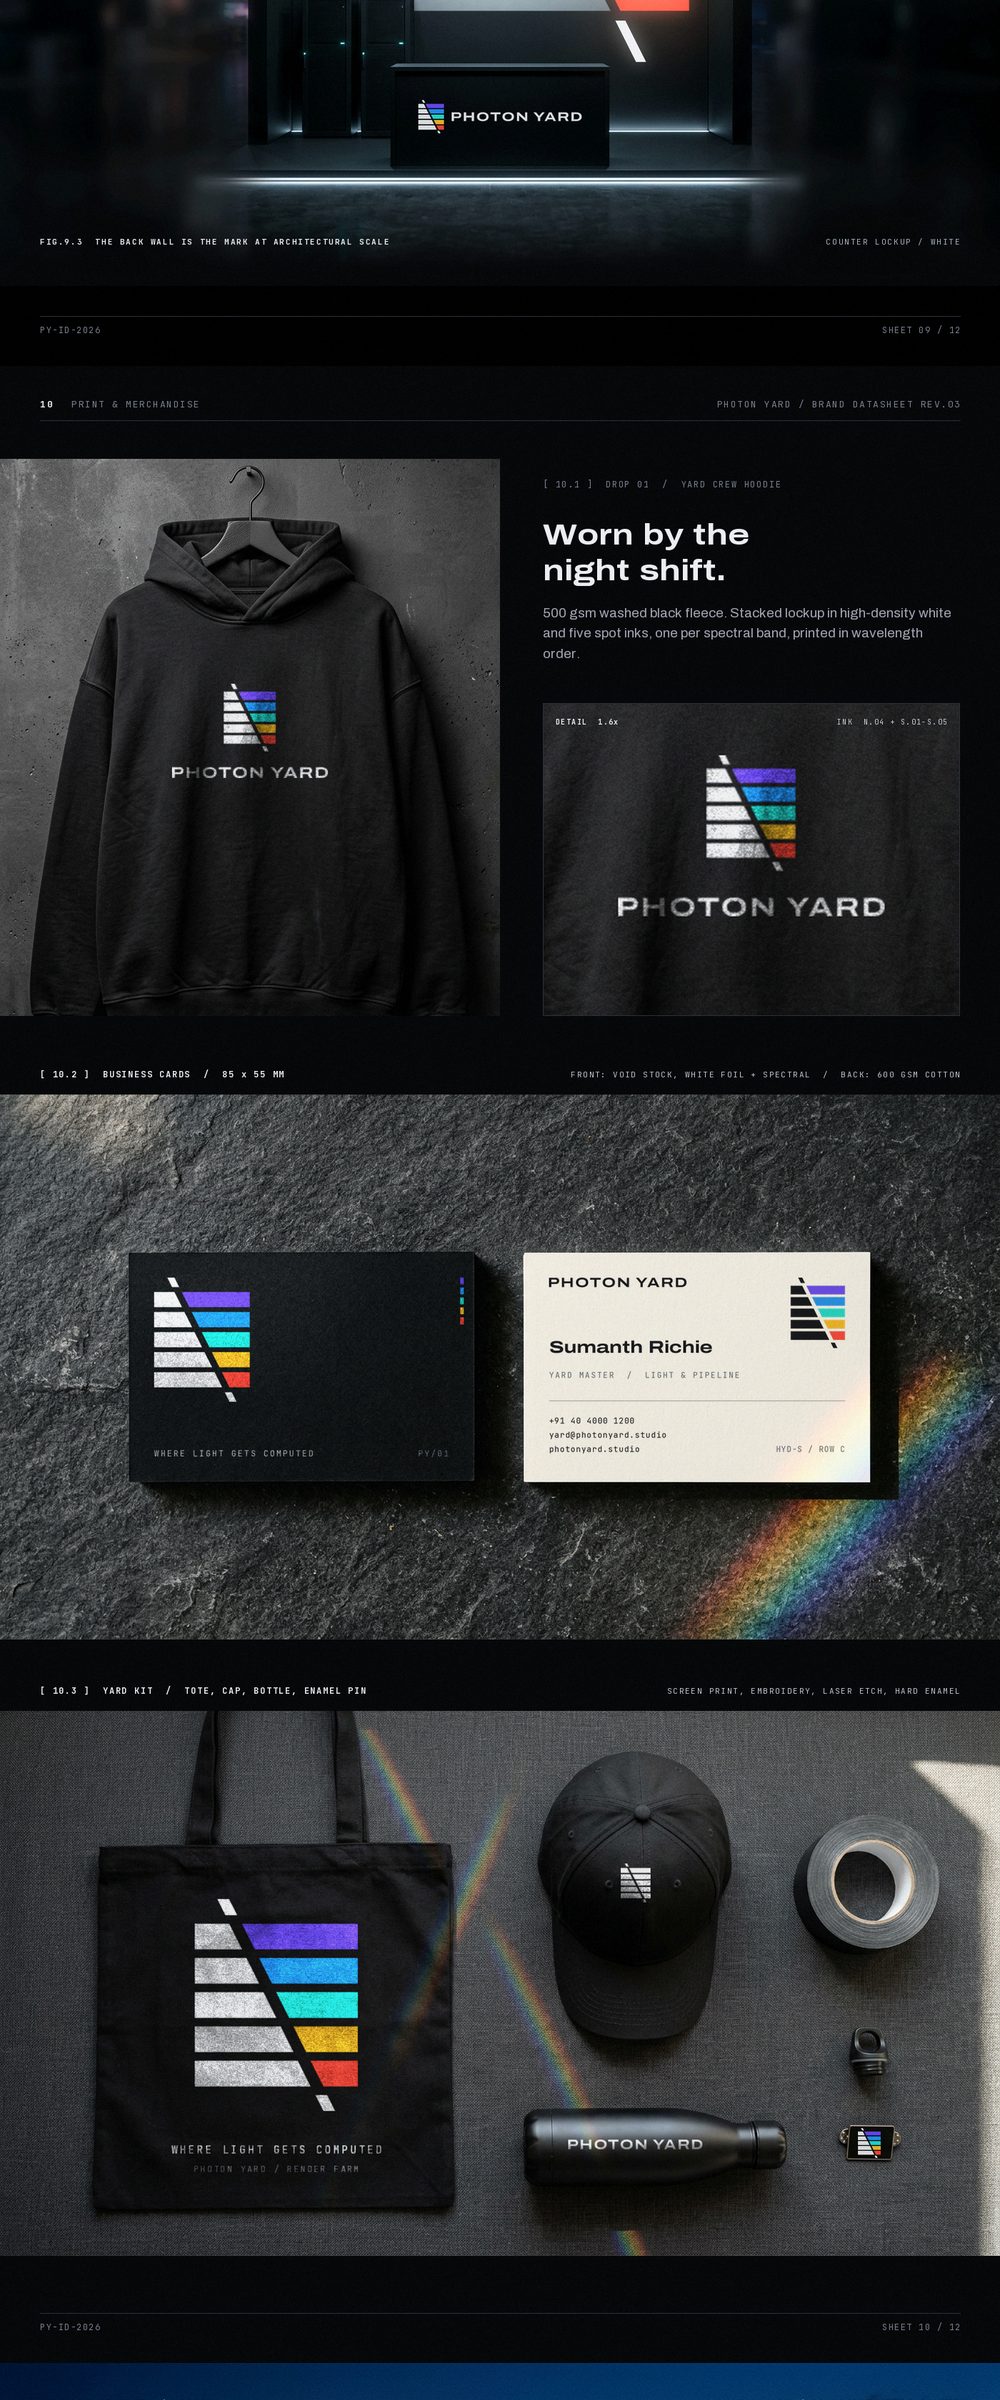 PHOTON YARD
FIG.9.3 THE BACK WALL IS THE MARK AT ARCHITECTURAL SCALE
COUNTER LOCKUP / WHITE
PY-ID-2026
SHEET 09 / 12
10 PRINT & MERCHANDISE
PHOTON YARD / BRAND DATASHEET REV.03
PHOTON YARD
[ 10.1 ] DROP 01 / YARD CREW HOODIE
Worn by the
night shift.
500 gsm washed black fleece. Stacked lockup in high-density white
and five spot inks, one per spectral band, printed in wavelength
order.
DETAIL 1.6x
INK N.04 + S.01-S.05
PHOTON YARD
[ 10.2 ] BUSINESS CARDS / 85 x 55 MM
FRONT: VOID STOCK, WHITE FOIL + SPECTRAL / BACK: 600 GSM COTTON
WHERE LIGHT GETS COMPUTED
PY/01
PHOTON YARD
Sumanth Richie
YARD MASTER / LIGHT & PIPELINE
+91 40 4000 1200
yard@photonyard.studio
photonyard.studio
HYD-S / ROW C
[ 10.3 ] YARD KIT / TOTE, CAP, BOTTLE, ENAMEL PIN
SCREEN PRINT, EMBROIDERY, LASER ETCH, HARD ENAMEL
WHERE LIGHT GETS COMPUTED
PHOTON YARD / RENDER FARM
PHOTON YARD
PY-ID-2026
SHEET 10 / 12